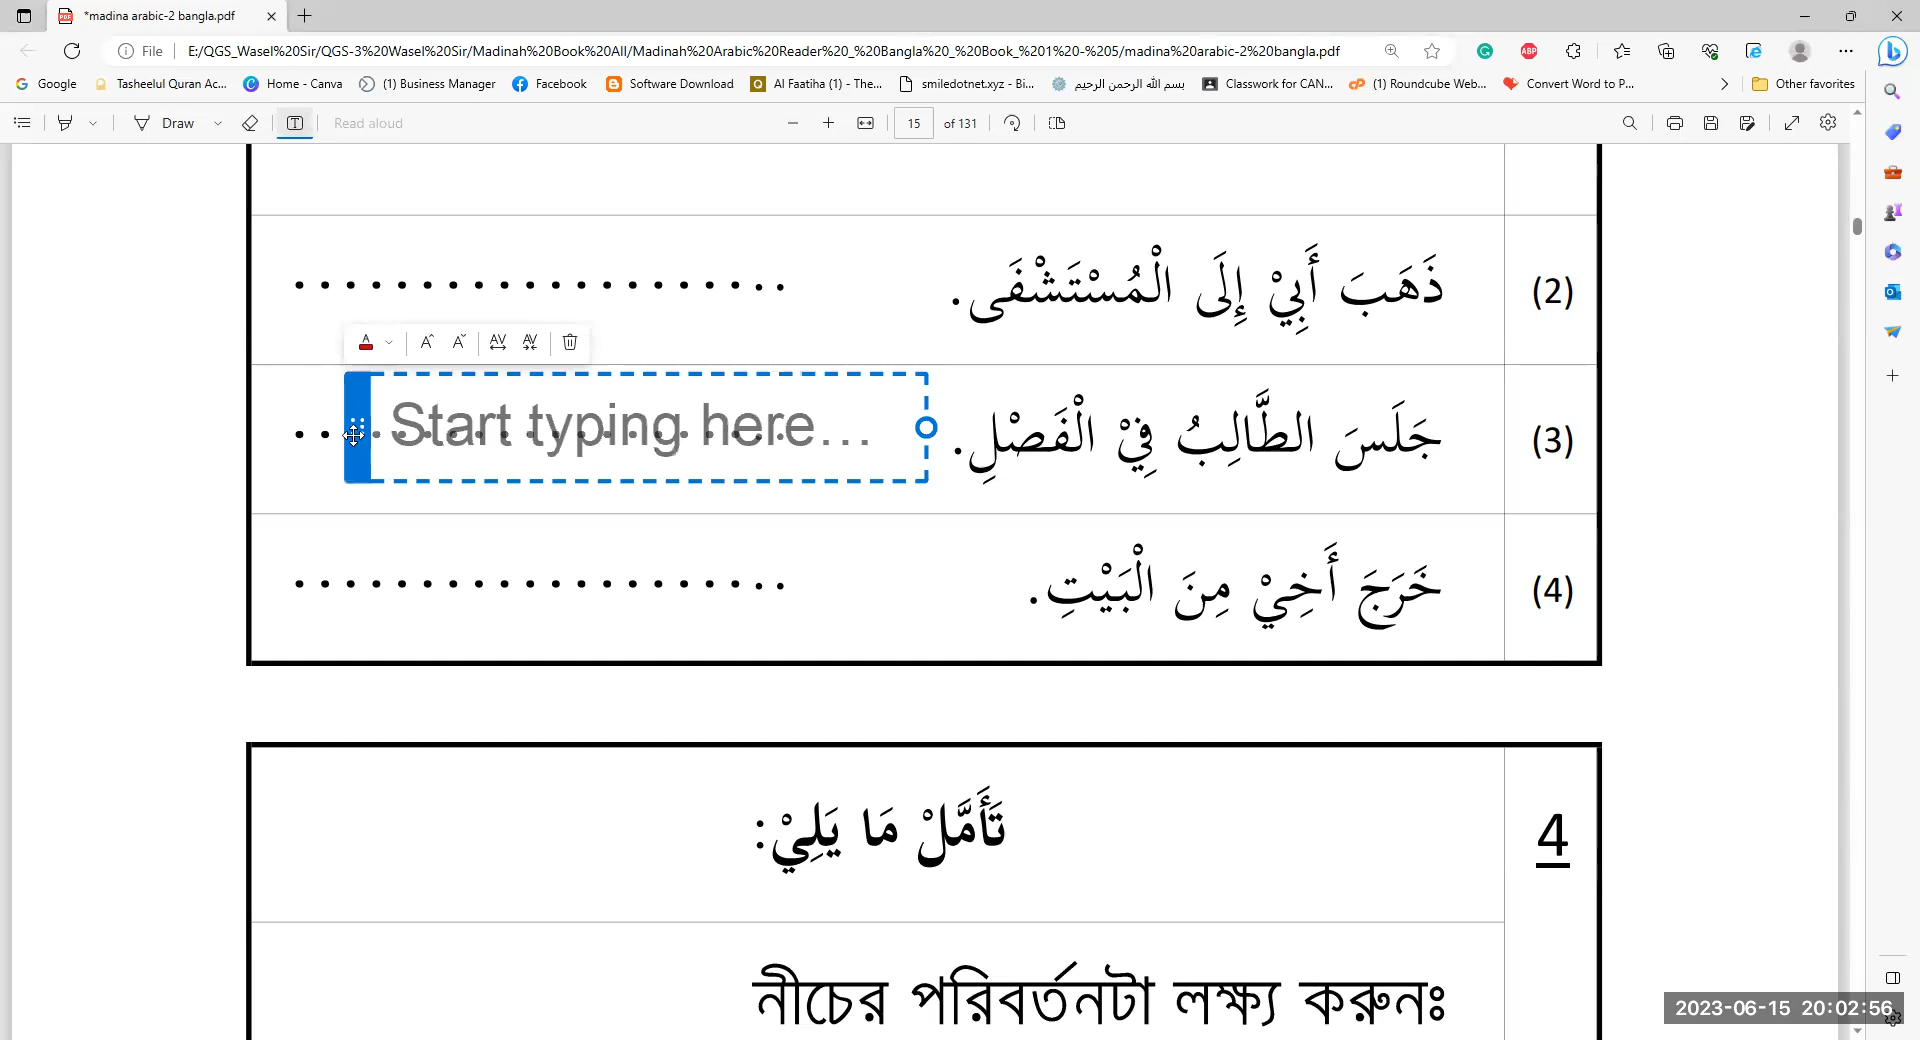 *madina arabic-2 bangla.pdf
File
E:/QGS_Wasel%20Sir/QGS-3%20Wasel%20Sir/Madinah%20Book%20All/Madinah%20Arabic%20Reader%20_%20Bangla%20_%20Book_%201%20-%205/madina%20arabic-2%20bangla.pdf
Google
Tasheelul Quran Ac...
Home - Canva
(1) Business Manager
Facebook
Software Download
Al Faatiha (1) - The...
smiledotnet.xyz - Bi...
بسم الله الرحمن الرحيم
Classwork for CAN...
(1) Roundcube Web...
Convert Word to P...
Other favorites
Draw
Read aloud
15 of 131
(2) ذَهَبَ أَبِيْ إِلَى الْمُسْتَشْفَى. ....................
(3) جَلَسَ الطَّالِبُ فِيْ الْفَصْلِ. ....................
Start typing here...
(4) خَرَجَ أَخِيْ مِنَ الْبَيْتِ. ....................
4 تَأَمَّلْ مَا يَلِيْ:
নীচের পরিবর্তনটা লক্ষ্য করুনঃ
2023-06-15 20:02:56